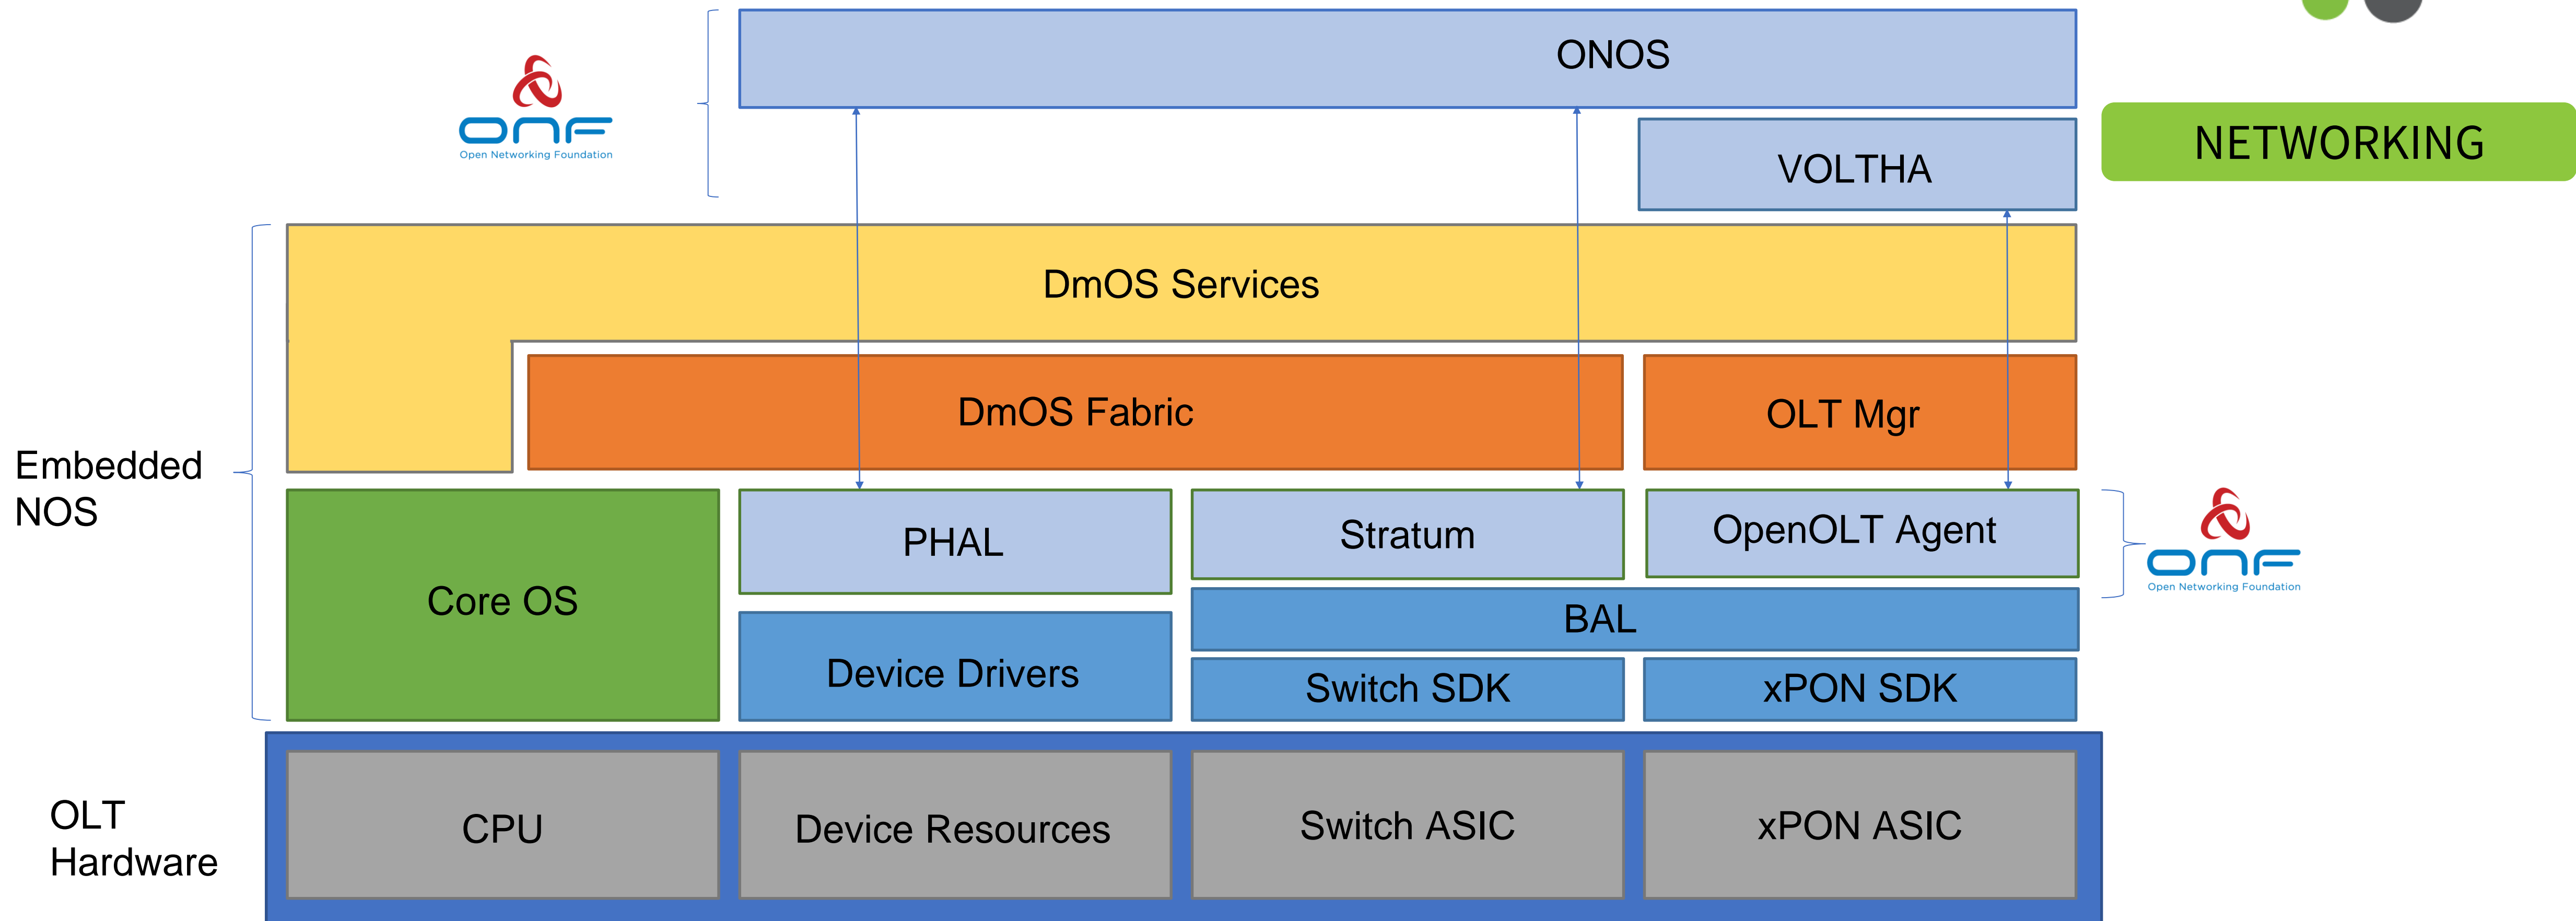 ONOS
ONF
Open Networking Foundation
NETWORKING
VOLTHA
DmOS Services
DmOS Fabric
OLT Mgr
Embedded
NOS
PHAL
Stratum
OpenOLT Agent
ONF
Open Networking Foundation
Core OS
BAL
Device Drivers
Switch SDK
xPON SDK
OLT
Hardware
CPU
Device Resources
Switch ASIC
xPON ASIC